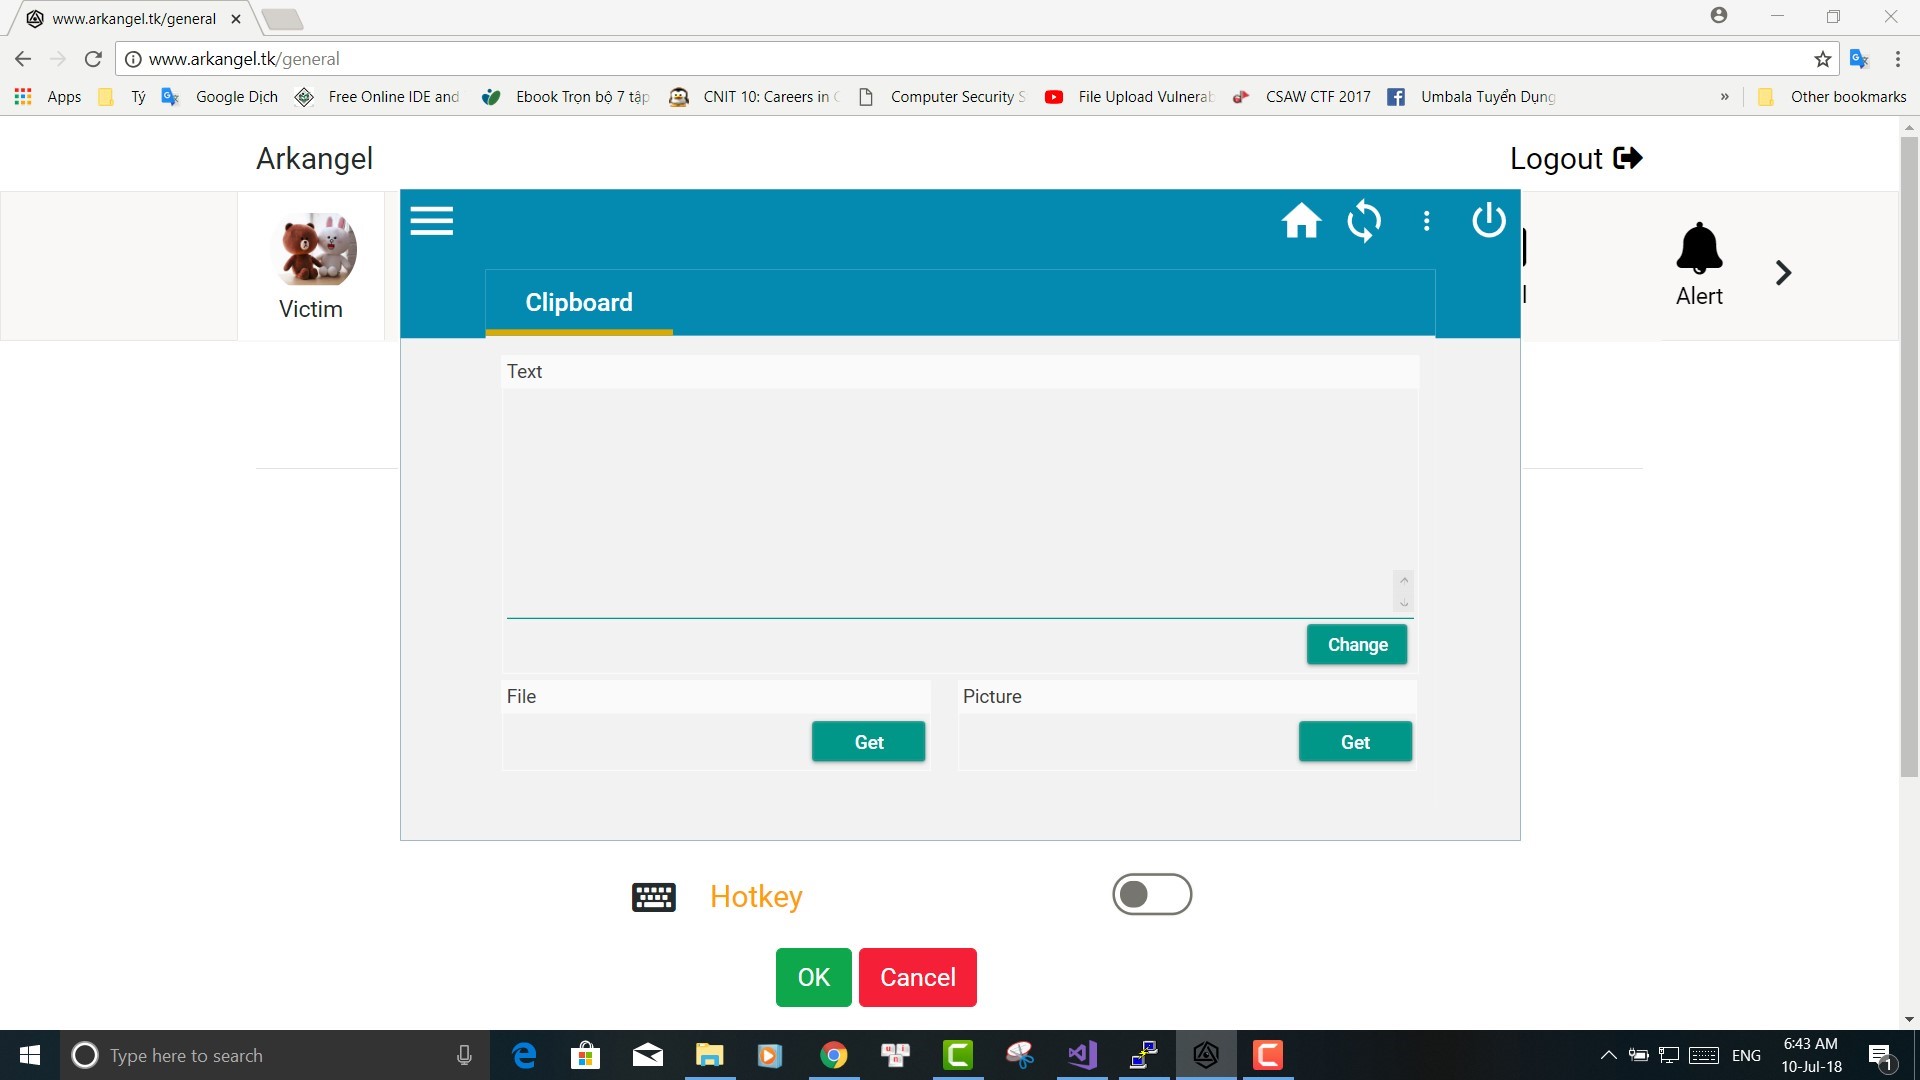 www.arkangel.tk/general
www.arkangel.tk/general
Apps Tý Google Dịch Free Online IDE and Ebook Trọn bộ 7 tập CNIT 10: Careers in Computer Security File Upload CSAW CTF 2017 Umbala Tuyển Dụng » Other bookmarks
Arkangel Logout
Victim Alert
Clipboard
Text
Change
File Picture
Get Get
Hotkey
OK Cancel
Type here to search
ENG 6:43 AM
10-Jul-18 1